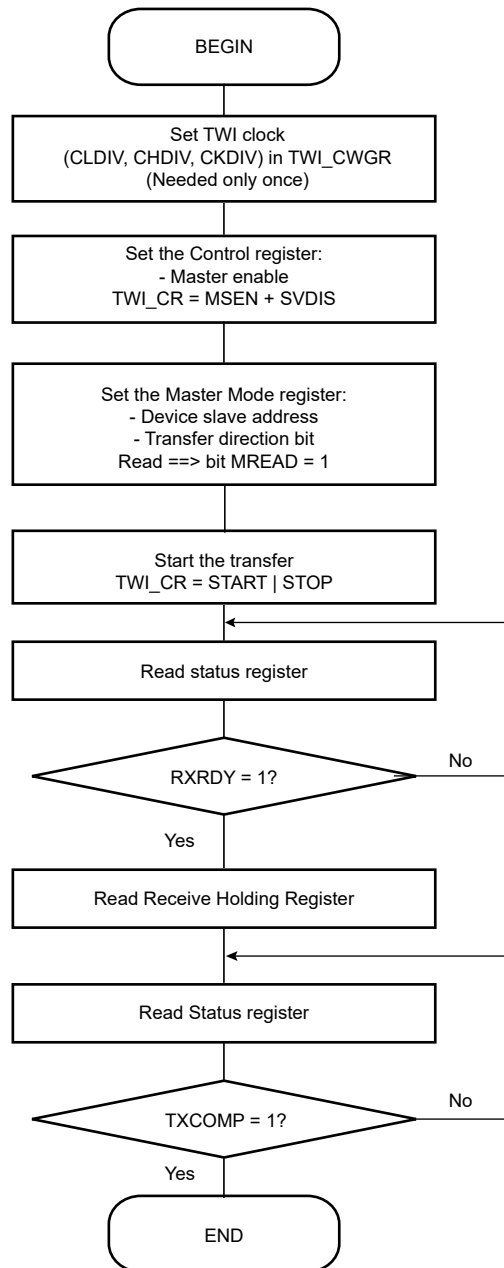 BEGIN
Set TWI clock
(CLDIV, CHDIV, CKDIV) in TWI_CWGR
(Needed only once)
Set the Control register:
- Master enable
TWI_CR = MSEN + SVDIS
Set the Master Mode register:
- Device slave address
- Transfer direction bit
Read ==> bit MREAD = 1
Start the transfer
TWI_CR = START | STOP
Read status register
RXRDY = 1?
No
Yes
Read Receive Holding Register
Read Status register
TXCOMP = 1?
No
Yes
END